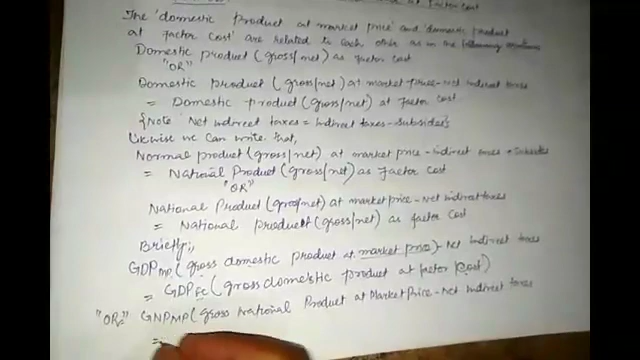 at factor cost
The 'domestic Product at market price' and 'domestic product
at factor cost' are related to each other as in the following
Domestic product (gross/net) as factor cost
"OR"
Domestic product (gross/net) at market price - Net indirect taxes
= Domestic product (gross/net) at factor cost
{Note Net indirect taxes = indirect taxes - subsidies
Likewise we can write that,
Normal product (gross/net) at market price - indirect taxes + subsidies
= National Product (gross/net) as factor cost
"OR"
National Product (gross/net) at market price - Net indirect taxes
= National product (gross/net) as factor cost
Briefly;,
GDPMP (gross domestic product at market price) - Net indirect taxes
= GDPFC (gross domestic product at factor cost)
"OR" GNPMP (gross National Product at Market Price - Net indirect taxes
=